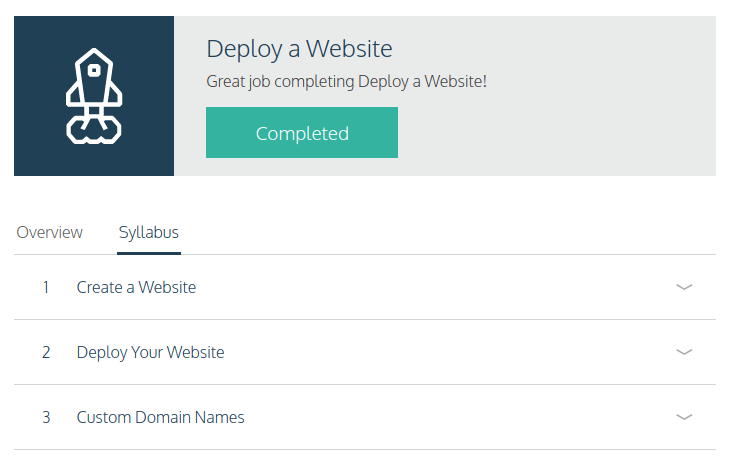 Deploy a Website
Great job completing Deploy a Website!
Completed
Overview Syllabus
1 Create a Website
2 Deploy Your Website
3 Custom Domain Names